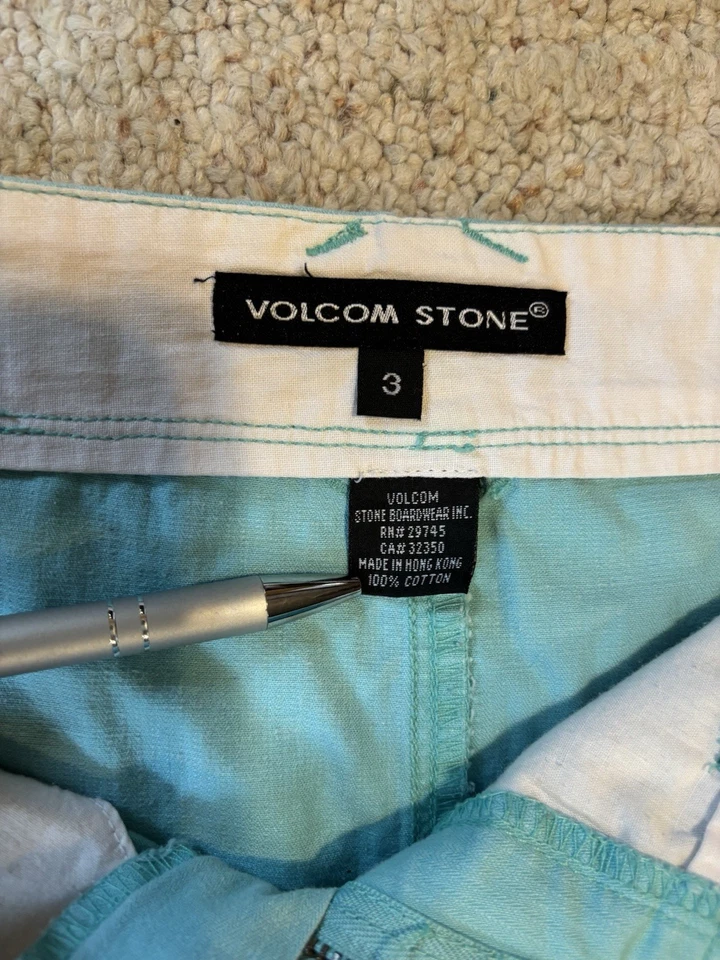 VOLCOM STONE®
3
VOLCOM
STONE BOARDWEAR INC.
RN# 29745
CA# 32350
MADE IN HONG KONG
100% COTTON